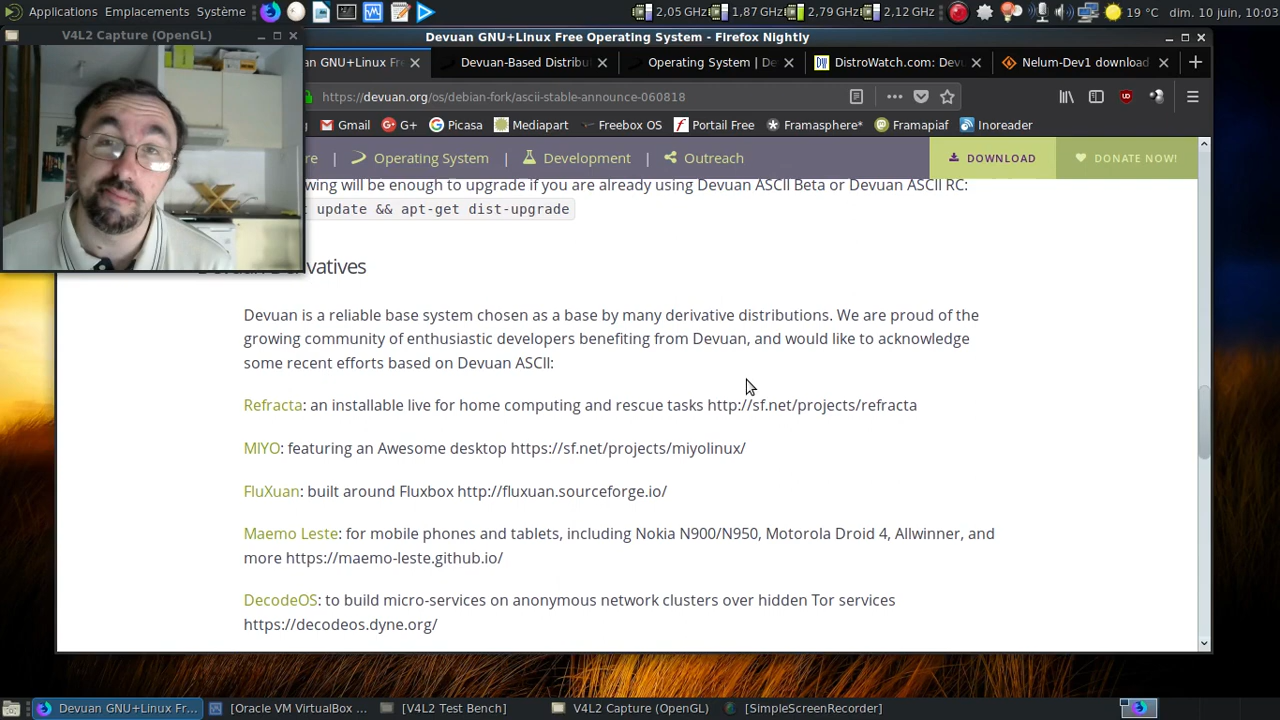 Applications Emplacements Système 2,05 GHz 1,87 GHz 2,79 GHz 2,12 GHz 19 °C dim. 10 juin, 10:03
V4L2 Capture (OpenGL)
Devuan GNU+Linux Free Operating System - Firefox Nightly
an GNU+Linux Fr Devuan-Based Distribu Operating System | De DistroWatch.com: Devu Nelum-Dev1 download
https://devuan.org/os/debian-fork/ascii-stable-announce-060818
Gmail G+ Picasa Mediapart Freebox OS Portail Free Framasphere* Framapiaf Inoreader
re | Operating System | Development | Outreach DOWNLOAD DONATE NOW!
wing will be enough to upgrade if you are already using Devuan ASCII Beta or Devuan ASCII RC:
update && apt-get dist-upgrade
vatives
Devuan is a reliable base system chosen as a base by many derivative distributions. We are proud of the
growing community of enthusiastic developers benefiting from Devuan, and would like to acknowledge
some recent efforts based on Devuan ASCII:
Refracta: an installable live for home computing and rescue tasks http://sf.net/projects/refracta
MIYO: featuring an Awesome desktop https://sf.net/projects/miyolinux/
FluXuan: built around Fluxbox http://fluxuan.sourceforge.io/
Maemo Leste: for mobile phones and tablets, including Nokia N900/N950, Motorola Droid 4, Allwinner, and
more https://maemo-leste.github.io/
DecodeOS: to build micro-services on anonymous network clusters over hidden Tor services
https://decodeos.dyne.org/
Devuan GNU+Linux Fr... [Oracle VM VirtualBox ... [V4L2 Test Bench] V4L2 Capture (OpenGL) [SimpleScreenRecorder]